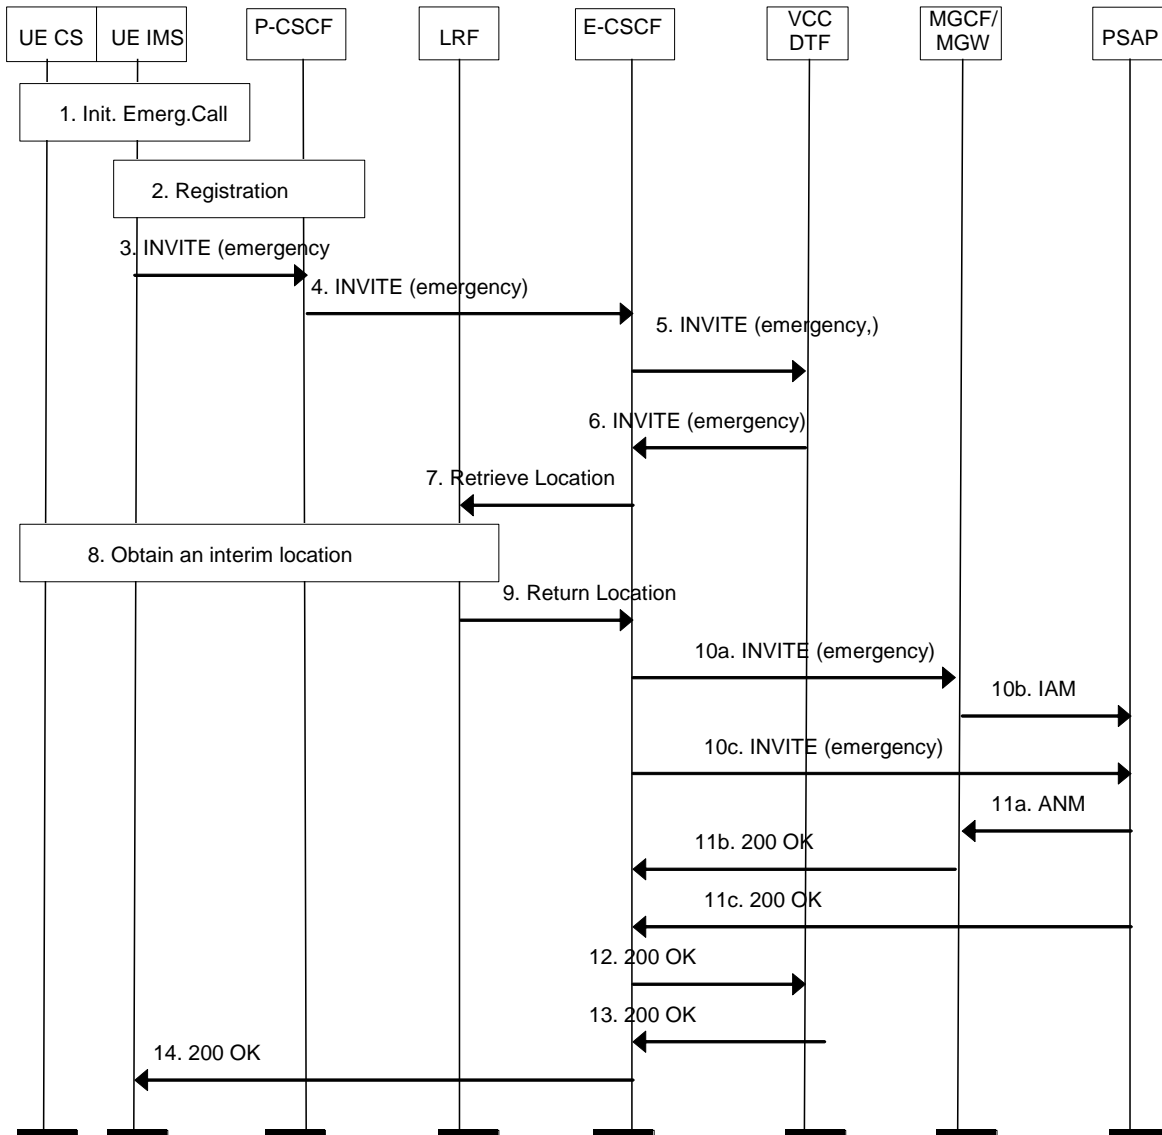 UE CS
UE IMS
P-CSCF
LRF
E-CSCF
VCC
DTF
MGCF/
MGW
PSAP
1. Init. Emerg.Call
2. Registration
3. INVITE (emergency
4. INVITE (emergency)
5. INVITE (emergency,)
6. INVITE (emergency)
7. Retrieve Location
8. Obtain an interim location
9. Return Location
10a. INVITE (emergency)
10b. IAM
10c. INVITE (emergency)
11a. ANM
11b. 200 OK
11c. 200 OK
12. 200 OK
13. 200 OK
14. 200 OK